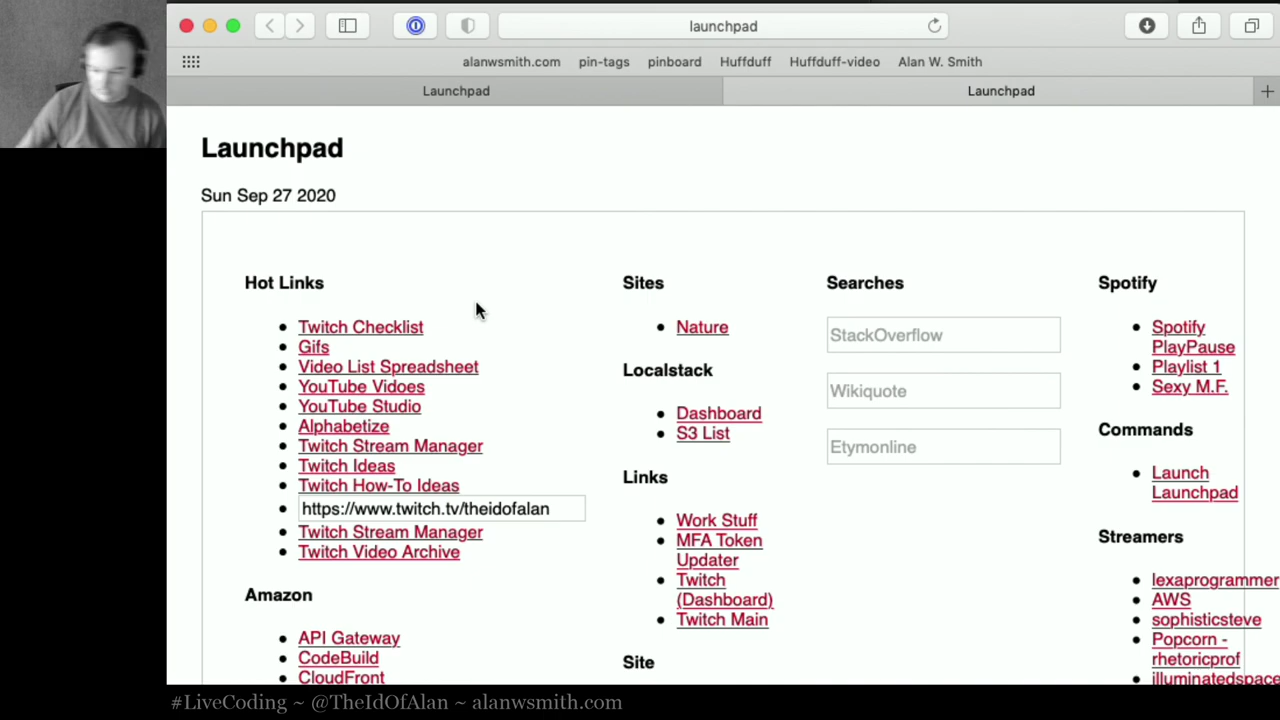 launchpad
alanwsmith.com pin-tags pinboard Huffduff Huffduff-video Alan W. Smith
Launchpad Launchpad
Launchpad
Sun Sep 27 2020
Hot Links
Twitch Checklist
Gifs
Video List Spreadsheet
YouTube Vidoes
YouTube Studio
Alphabetize
Twitch Stream Manager
Twitch Ideas
Twitch How-To Ideas
https://www.twitch.tv/theidofalan
Twitch Stream Manager
Twitch Video Archive
Amazon
API Gateway
CodeBuild
CloudFront
Sites
Nature
Localstack
Dashboard
S3 List
Links
Work Stuff
MFA Token
Updater
Twitch
(Dashboard)
Twitch Main
Site
Searches
StackOverflow
Wikiquote
Etymonline
Spotify
Spotify
PlayPause
Playlist 1
Sexy M.F.
Commands
Launch
Launchpad
Streamers
lexaprogrammer
AWS
sophisticsteve
Popcorn -
rhetoricprof
illuminatedspace
#LiveCoding ~ @TheIdOfAlan ~ alanwsmith.com